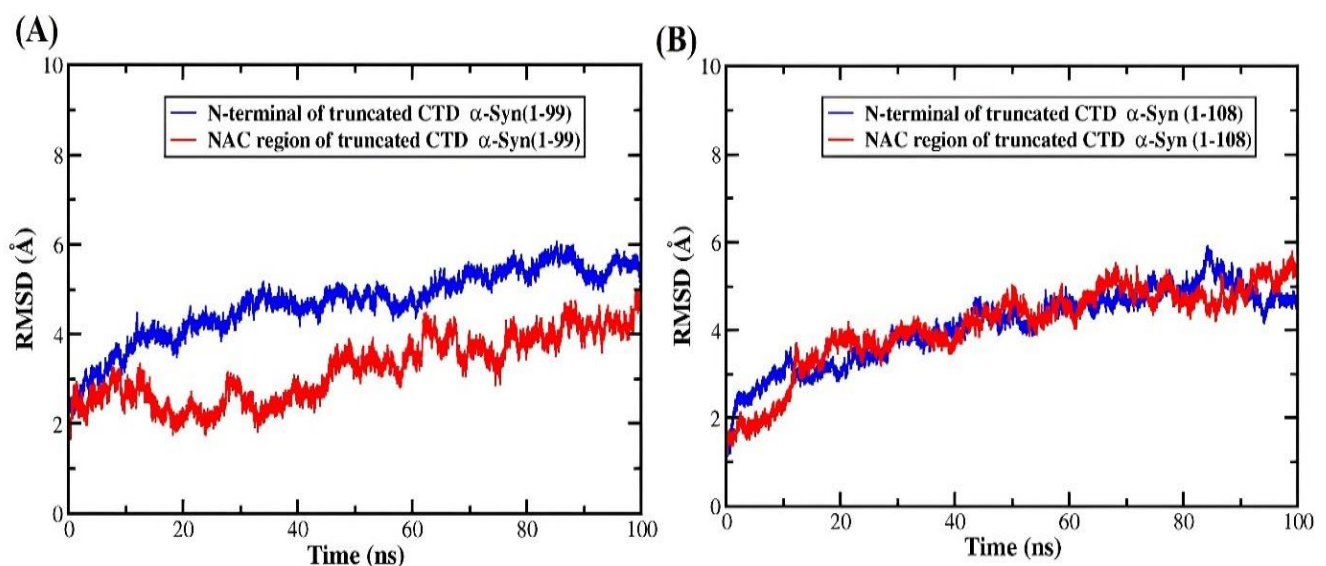 (A)
10
8
6
4
2
0
RMSD (Å)
N-terminal of truncated CTD α-Syn(1-99)
NAC region of truncated CTD α-Syn(1-99)
0 20 40 60 80 100
Time (ns)
(B)
10
8
6
4
2
0
RMSD (Å)
N-terminal of truncated CTD α-Syn (1-108)
NAC region of truncated CTD α-Syn (1-108)
0 20 40 60 80 100
Time (ns)